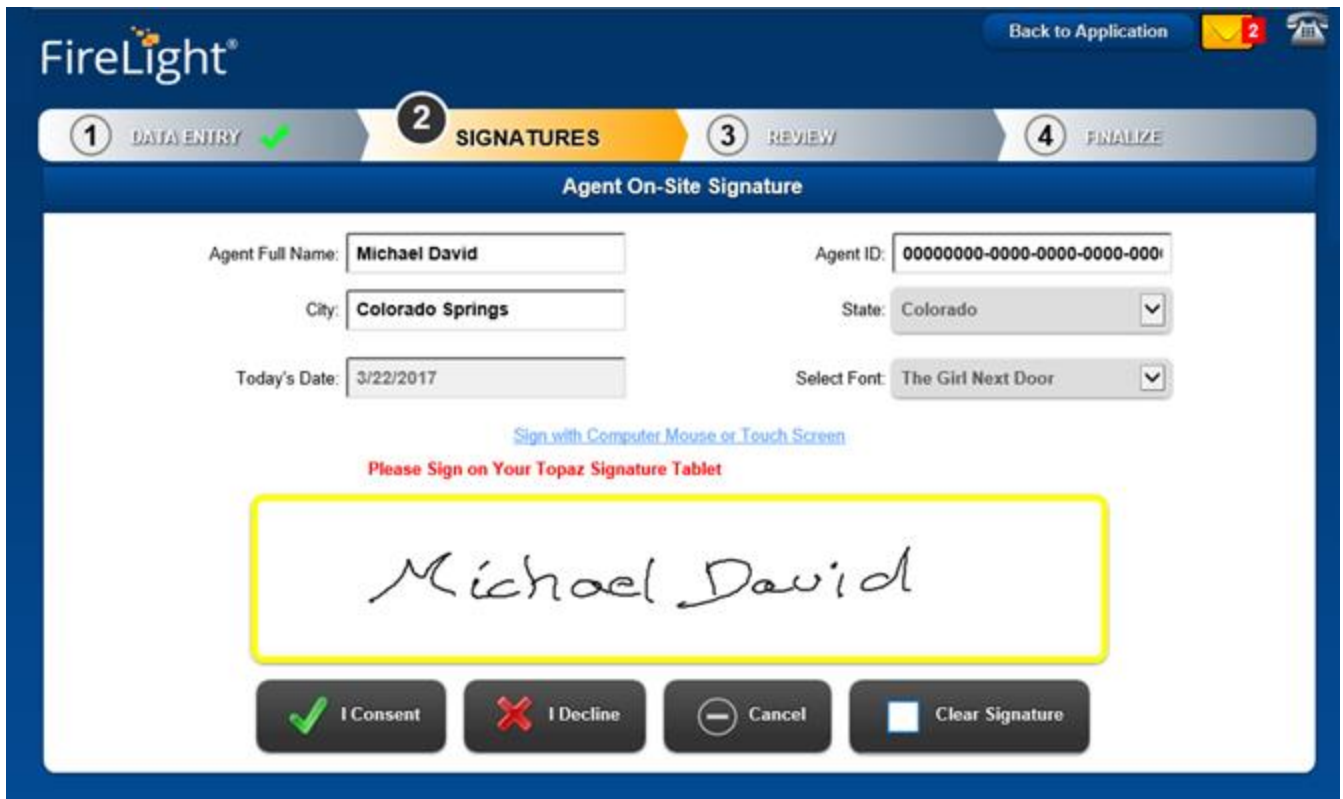 FireLight®
Back to Application
2
1 DATA ENTRY
2 SIGNATURES
3 REVIEW
4 FINALIZE
Agent On-Site Signature
Agent Full Name: Michael David
Agent ID: 00000000-0000-0000-0000-000
City: Colorado Springs
State: Colorado
Today's Date: 3/22/2017
Select Font: The Girl Next Door
Sign with Computer Mouse or Touch Screen
Please Sign on Your Topaz Signature Tablet
Michael David
I Consent
I Decline
Cancel
Clear Signature